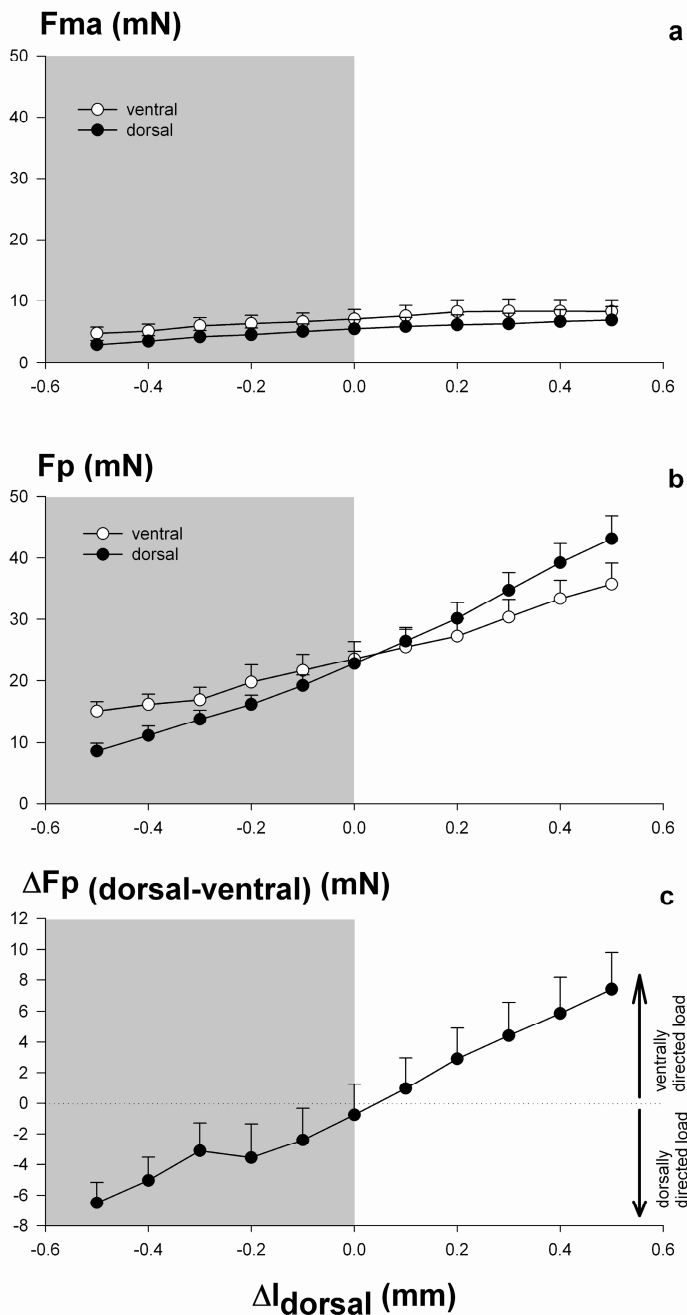 Fma (mN)
a
50
40
30
20
10
0
ventral
dorsal
-0.6 -0.4 -0.2 0.0 0.2 0.4 0.6
Fp (mN)
b
50
40
30
20
10
0
ventral
dorsal
-0.6 -0.4 -0.2 0.0 0.2 0.4 0.6
ΔFp (dorsal-ventral) (mN)
c
12
10
8
6
4
2
0
-2
-4
-6
-8
ventrally
directed load
dorsally
directed load
-0.6 -0.4 -0.2 0.0 0.2 0.4 0.6
Δldorsal (mm)